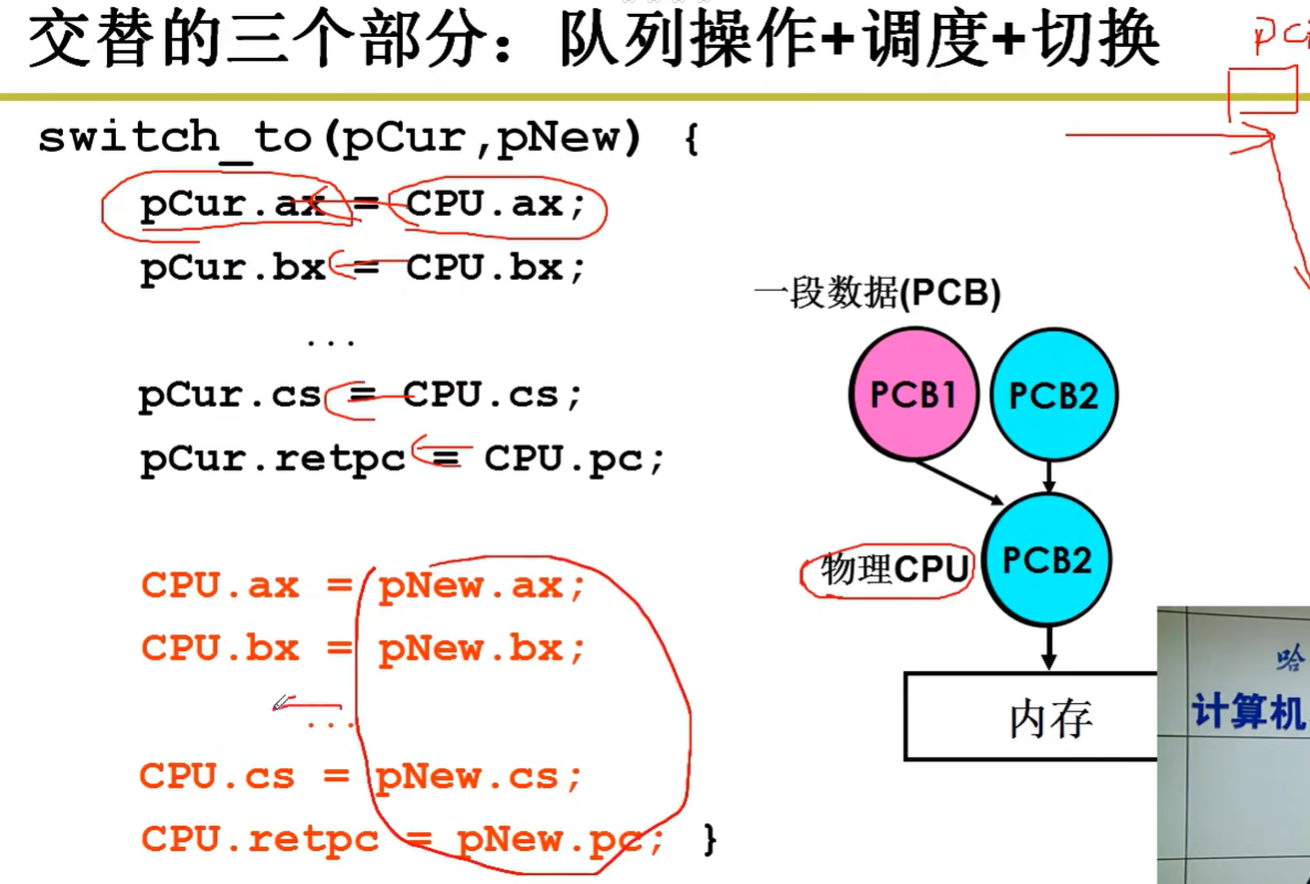 交替的三个部分：队列操作+调度+切换
switch_to(pCur,pNew) {
pCur.ax = CPU.ax;
pCur.bx = CPU.bx;
...
pCur.cs = CPU.cs;
pCur.retpc = CPU.pc;
CPU.ax = pNew.ax;
CPU.bx = pNew.bx;
...
CPU.cs = pNew.cs;
CPU.retpc = pNew.pc; }
一段数据(PCB)
PCB1
PCB2
物理CPU
PCB2
内存
哈
计算机